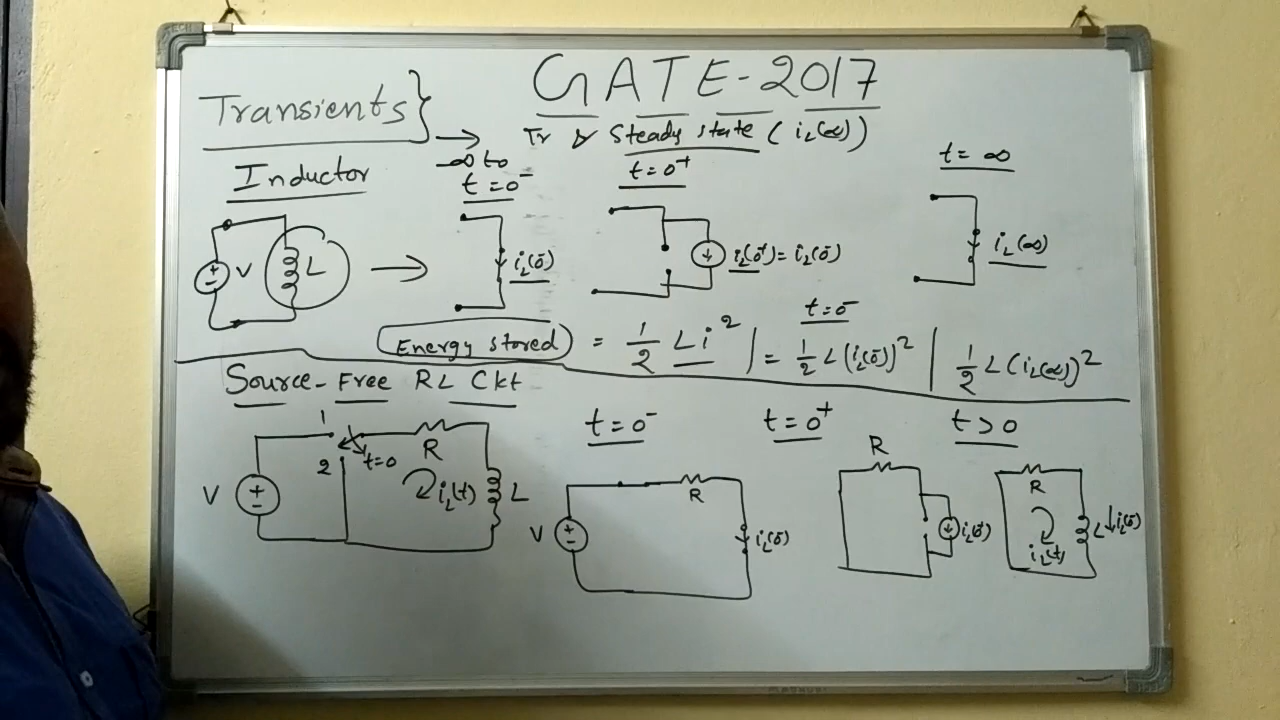 GATE-2017
Transients} →
Tr & Steady state (iL(∞))
Inductor
-∞ to
t=0⁻
t=0⁺
t=∞
V L
iL(0⁻)
iL(0⁺)=iL(0⁻)
iL(∞)
Energy stored = 1/2 Li² | = 1/2 L(iL(0⁻))² | 1/2 L(iL(∞))²
t=0⁻
Source-Free RL Ckt
t=0⁻
t=0⁺
t>0
1
2
t=0
R
V
iL(t)
L
V
R
iL(0⁻)
R
iL(0⁻)
R
iL(t)
L ↓iL(0⁻)